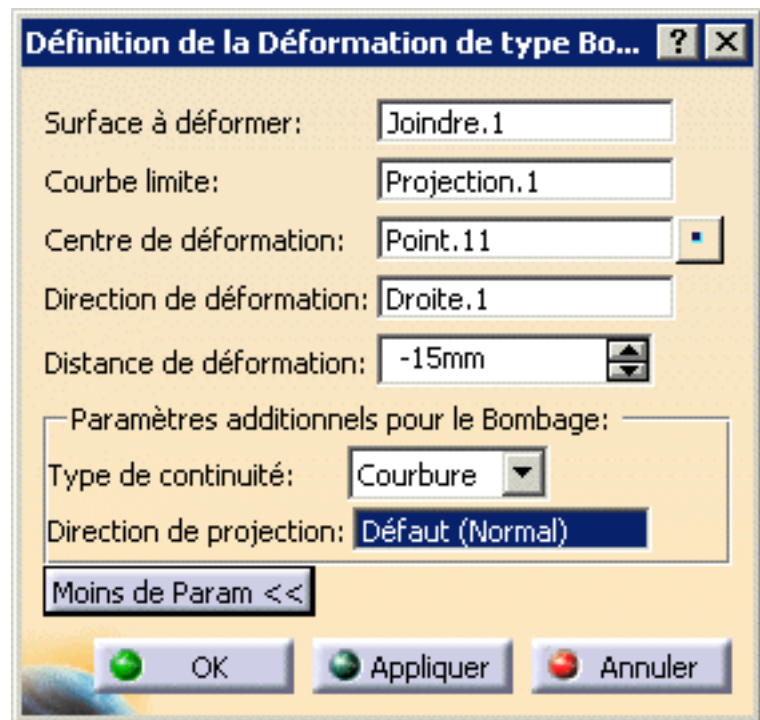 Définition de la Déformation de type Bo... ?
Surface à déformer: Joindre.1
Courbe limite: Projection.1
Centre de déformation: Point.11
Direction de déformation: Droite.1
Distance de déformation: -15mm
Paramètres additionnels pour le Bombage:
Type de continuité: Courbure
Direction de projection: Défaut (Normal)
Moins de Param <<
OK Appliquer Annuler